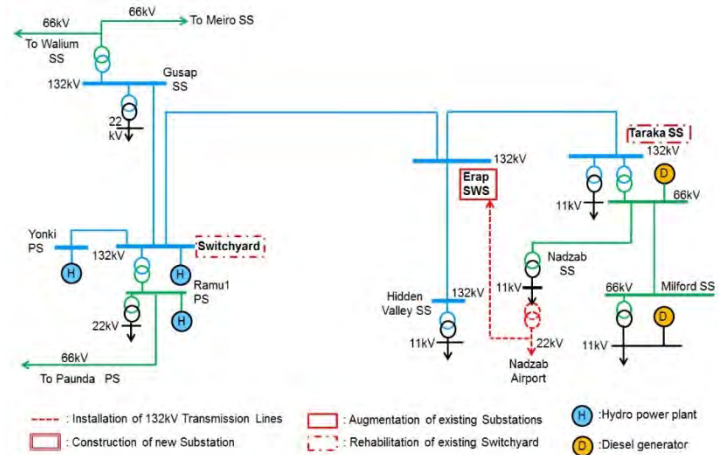 66kV
To Meiro SS
To Walium
SS
66kV
Gusap
SS
132kV
22
kV
Taraka SS
132kV
132kV
Erap
SWS
D
66kV
11kV
Yonki
PS
Switchyard
132kV
H
H
Nadzab
SS
Ramu1
PS
H
22kV
Hidden
Valley SS
132kV
11kV
11kV
22kV
Nadzab
Airport
66kV
Milford SS
D
11kV
66kV
To Paunda PS
: Installation of 132kV Transmission Lines
: Construction of new Substation
: Augmentation of existing Substations
: Rehabilitation of existing Switchyard
H :Hydro power plant
D :Diesel generator